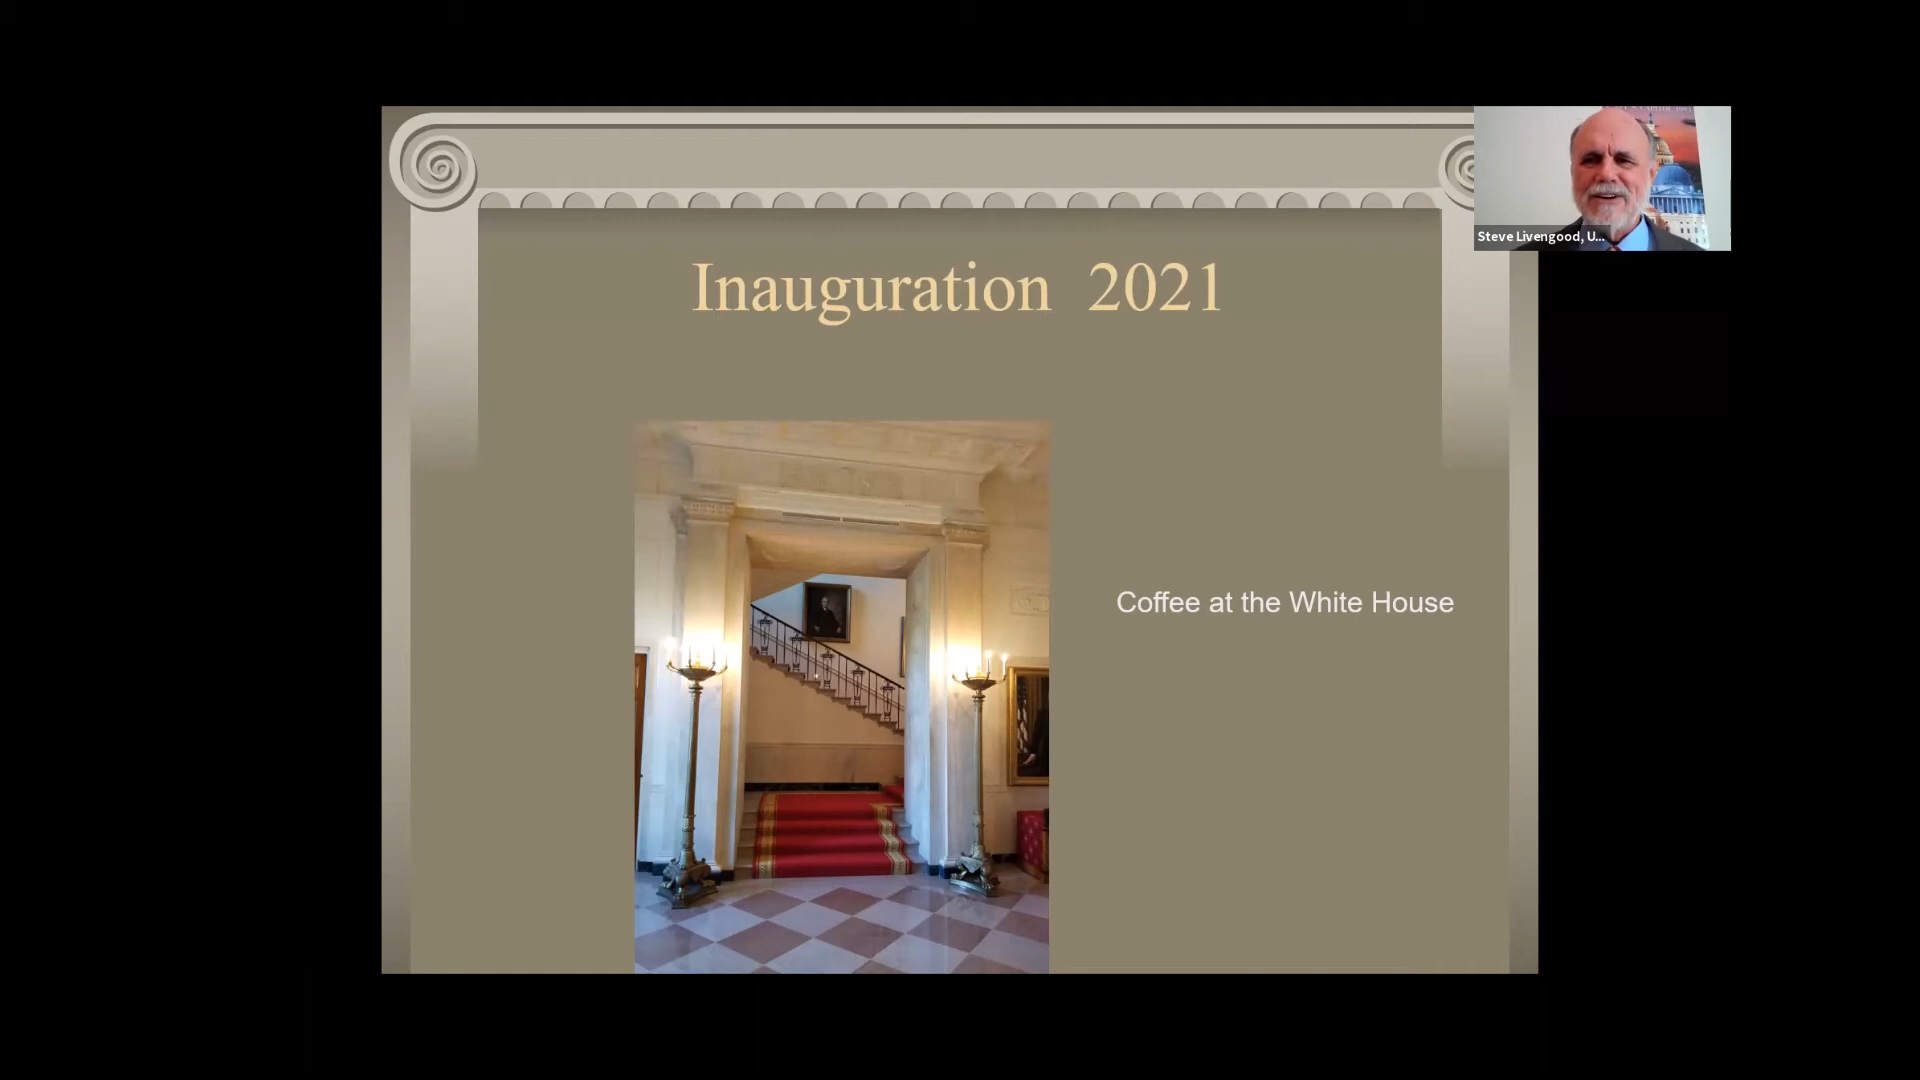 Inauguration 2021
Steve Livengood, U...
Coffee at the White House